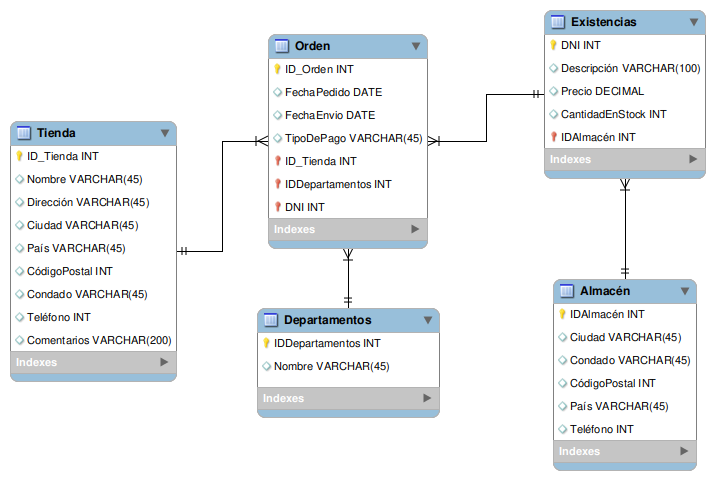 Tienda
ID_Tienda INT
Nombre VARCHAR(45)
Dirección VARCHAR(45)
Ciudad VARCHAR(45)
País VARCHAR(45)
CódigoPostal INT
Condado VARCHAR(45)
Teléfono INT
Comentarios VARCHAR(200)
Indexes
Orden
ID_Orden INT
FechaPedido DATE
FechaEnvio DATE
TipoDePago VARCHAR(45)
ID_Tienda INT
IDDepartamentos INT
DNI INT
Indexes
Departamentos
IDDepartamentos INT
Nombre VARCHAR(45)
Indexes
Existencias
DNI INT
Descripción VARCHAR(100)
Precio DECIMAL
CantidadEnStock INT
IDAlmacén INT
Indexes
Almacén
IDAlmacén INT
Ciudad VARCHAR(45)
Condado VARCHAR(45)
CódigoPostal INT
País VARCHAR(45)
Teléfono INT
Indexes